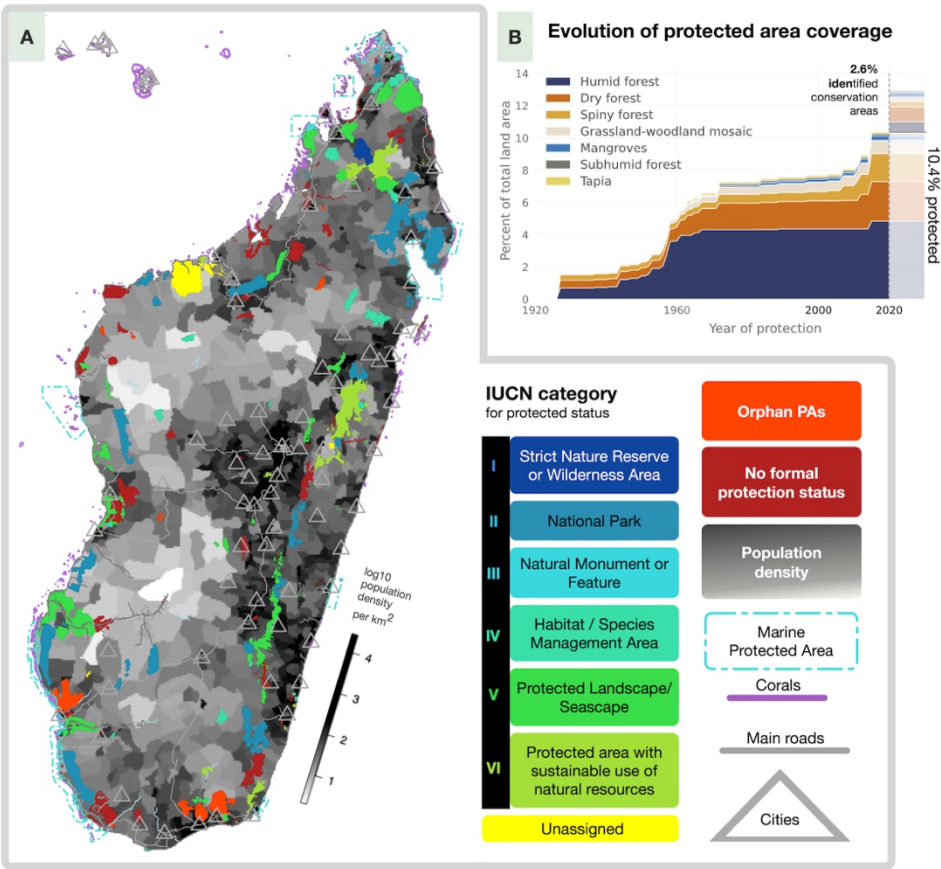 A
B
Evolution of protected area coverage
Percent of total land area
14
12
10
8
6
4
2
0
1920
1960
2000
2020
Year of protection
Humid forest
Dry forest
Spiny forest
Grassland-woodland mosaic
Mangroves
Subhumid forest
Tapia
2.6%
identified
conservation
areas
10.4% protected
log10
population
density
per km2
4
3
2
1
IUCN category
for protected status
I
Strict Nature Reserve
or Wilderness Area
II
National Park
III
Natural Monument or
Feature
IV
Habitat / Species
Management Area
V
Protected Landscape/
Seascape
VI
Protected area with
sustainable use of
natural resources
Unassigned
Orphan PAs
No formal
protection status
Population
density
Marine
Protected Area
Corals
Main roads
Cities